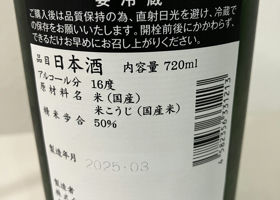 要冷蔵
ご購入後は品質保持の為、直射日光を避け、冷蔵で
の保存をお願いいたします。開栓前後にかかわらず、
できるだけお早めにお召し上がりください。
品目 日本酒 内容量 720ml
アルコール分 16度
原材料名 米(国産)
米こうじ(国産米)
精米歩合 50%
製造年月 2025.03
製造者
4 582356 331213